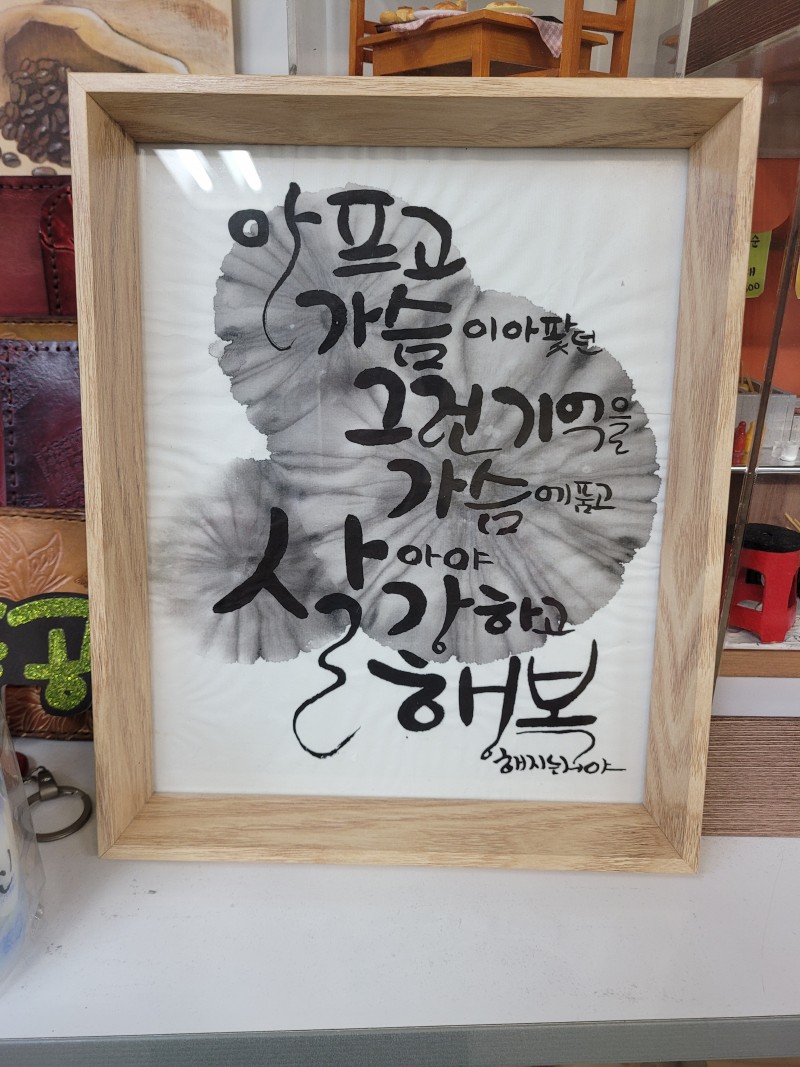 아프고
가슴이아팠던
그런기억을
가슴에품고
살아야
강하고
행복
해지는거야